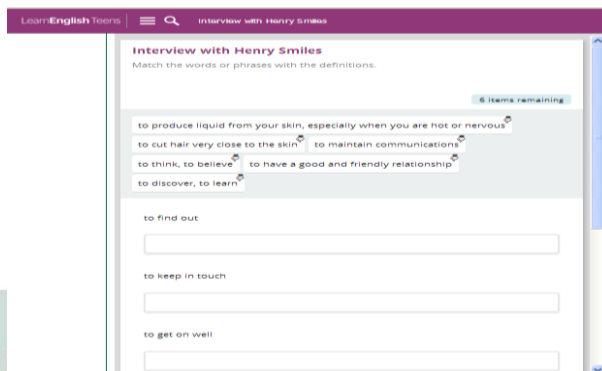 LearnEnglish Teens
Interview with Henry Smiles
Interview with Henry Smiles
Match the words or phrases with the definitions.
6 items remaining
to produce liquid from your skin, especially when you are hot or nervous
to cut hair very close to the skin to maintain communications
to think, to believe to have a good and friendly relationship
to discover, to learn
to find out
to keep in touch
to get on well